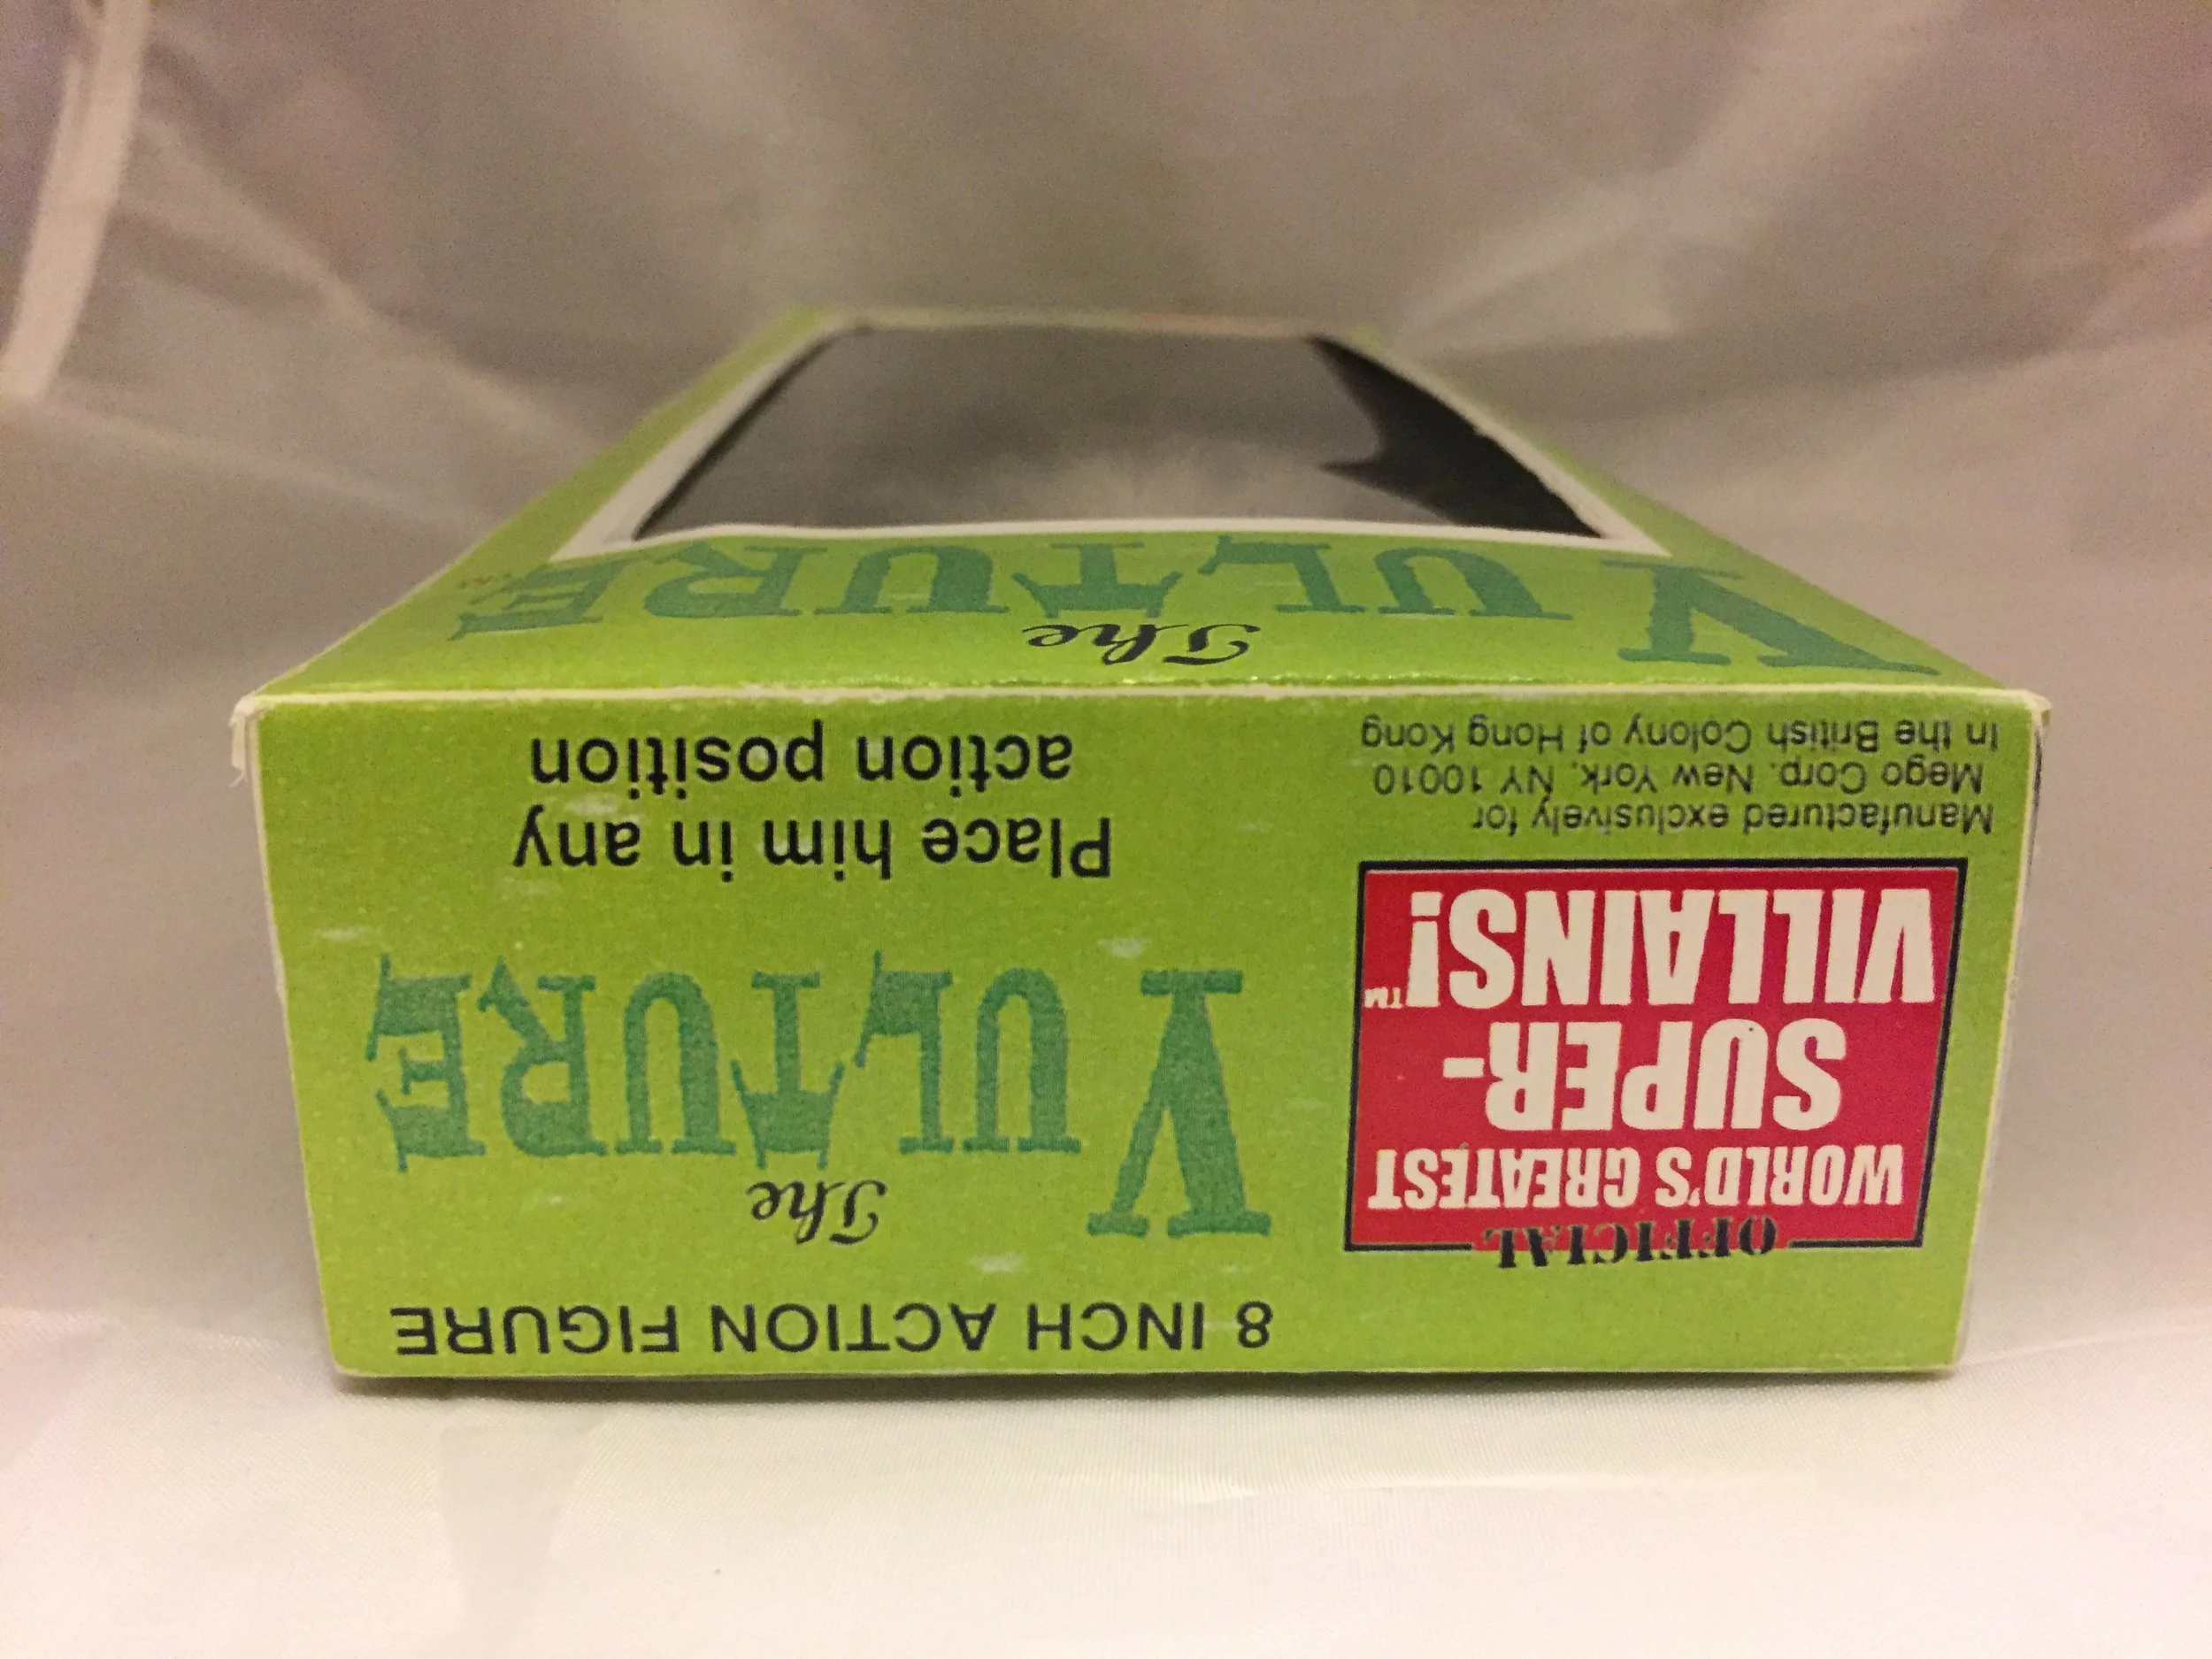 8 INCH ACTION FIGURE
The
VULTURE
Place him in any
action position
OFFICIAL
WORLD'S GREATEST
SUPER-
VILLAINS!™
Manufactured exclusively for
Mego Corp. New York, NY 10010
In the British Colony of Hong Kong
The
VULTURE